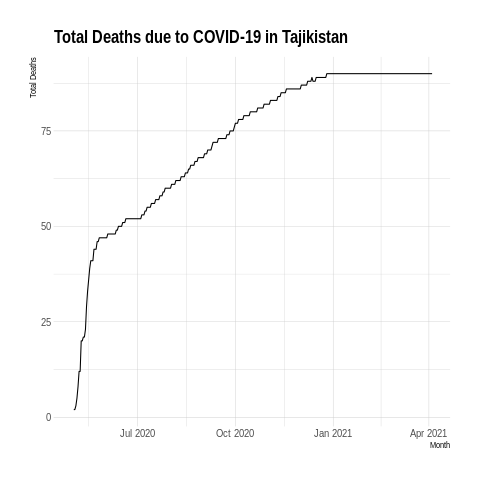 Total Deaths due to COVID-19 in Tajikistan
Total Deaths
75
50
25
0
Jul 2020 Oct 2020 Jan 2021 Apr 2021
Month